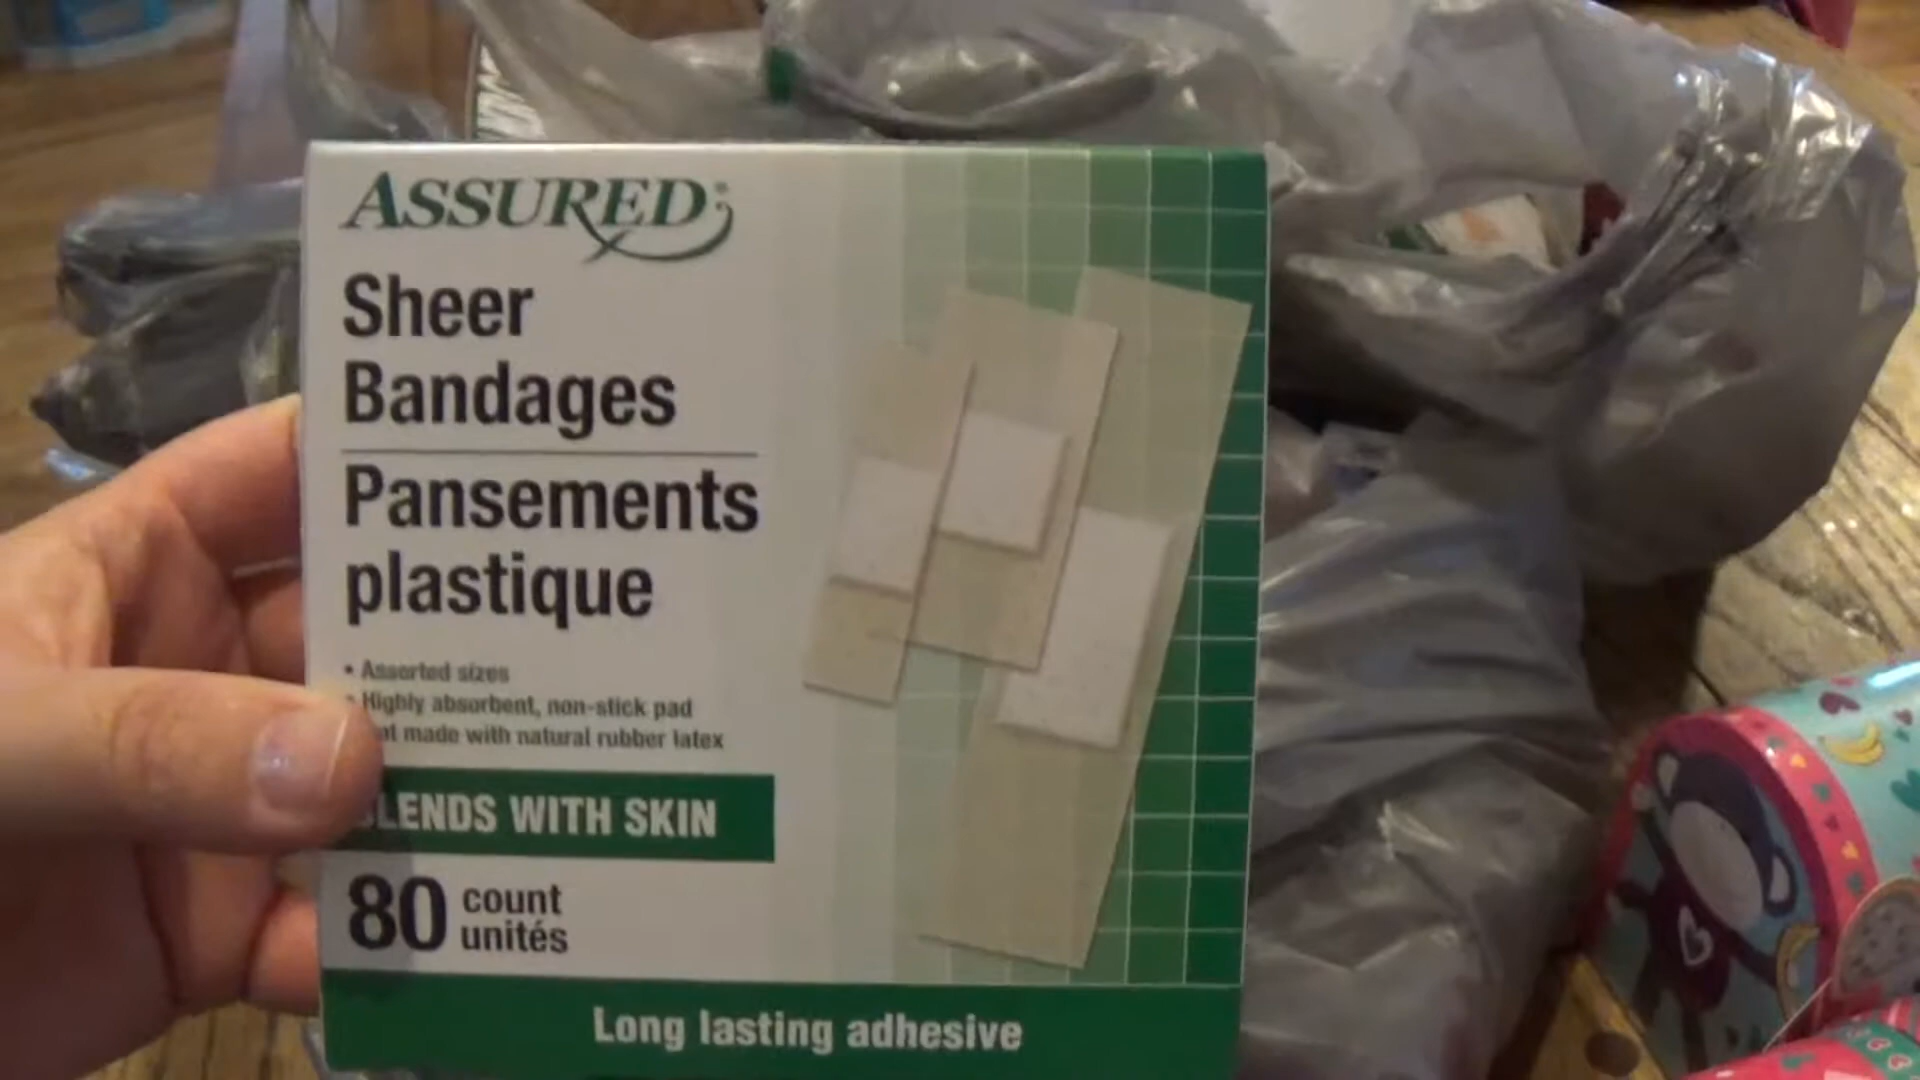 ASSURED®
Sheer
Bandages
Pansements
plastique
• Assorted sizes
• Highly absorbent, non-stick pad
made with natural rubber latex
WITH SKIN
80 count
unités
Long lasting adhesive